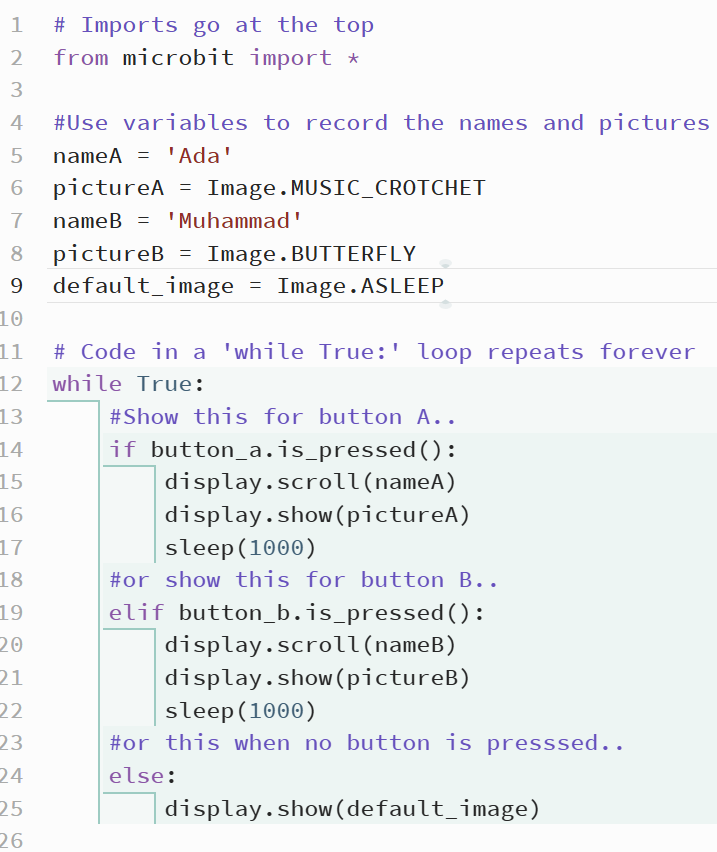 1 # Imports go at the top
2 from microbit import *
3
4 #Use variables to record the names and pictures
5 nameA = 'Ada'
6 pictureA = Image.MUSIC_CROTCHET
7 nameB = 'Muhammad'
8 pictureB = Image.BUTTERFLY
9 default_image = Image.ASLEEP
10
11 # Code in a 'while True:' loop repeats forever
12 while True:
13     #Show this for button A..
14     if button_a.is_pressed():
15         display.scroll(nameA)
16         display.show(pictureA)
17         sleep(1000)
18     #or show this for button B..
19     elif button_b.is_pressed():
20         display.scroll(nameB)
21         display.show(pictureB)
22         sleep(1000)
23     #or this when no button is presssed..
24     else:
25         display.show(default_image)
26